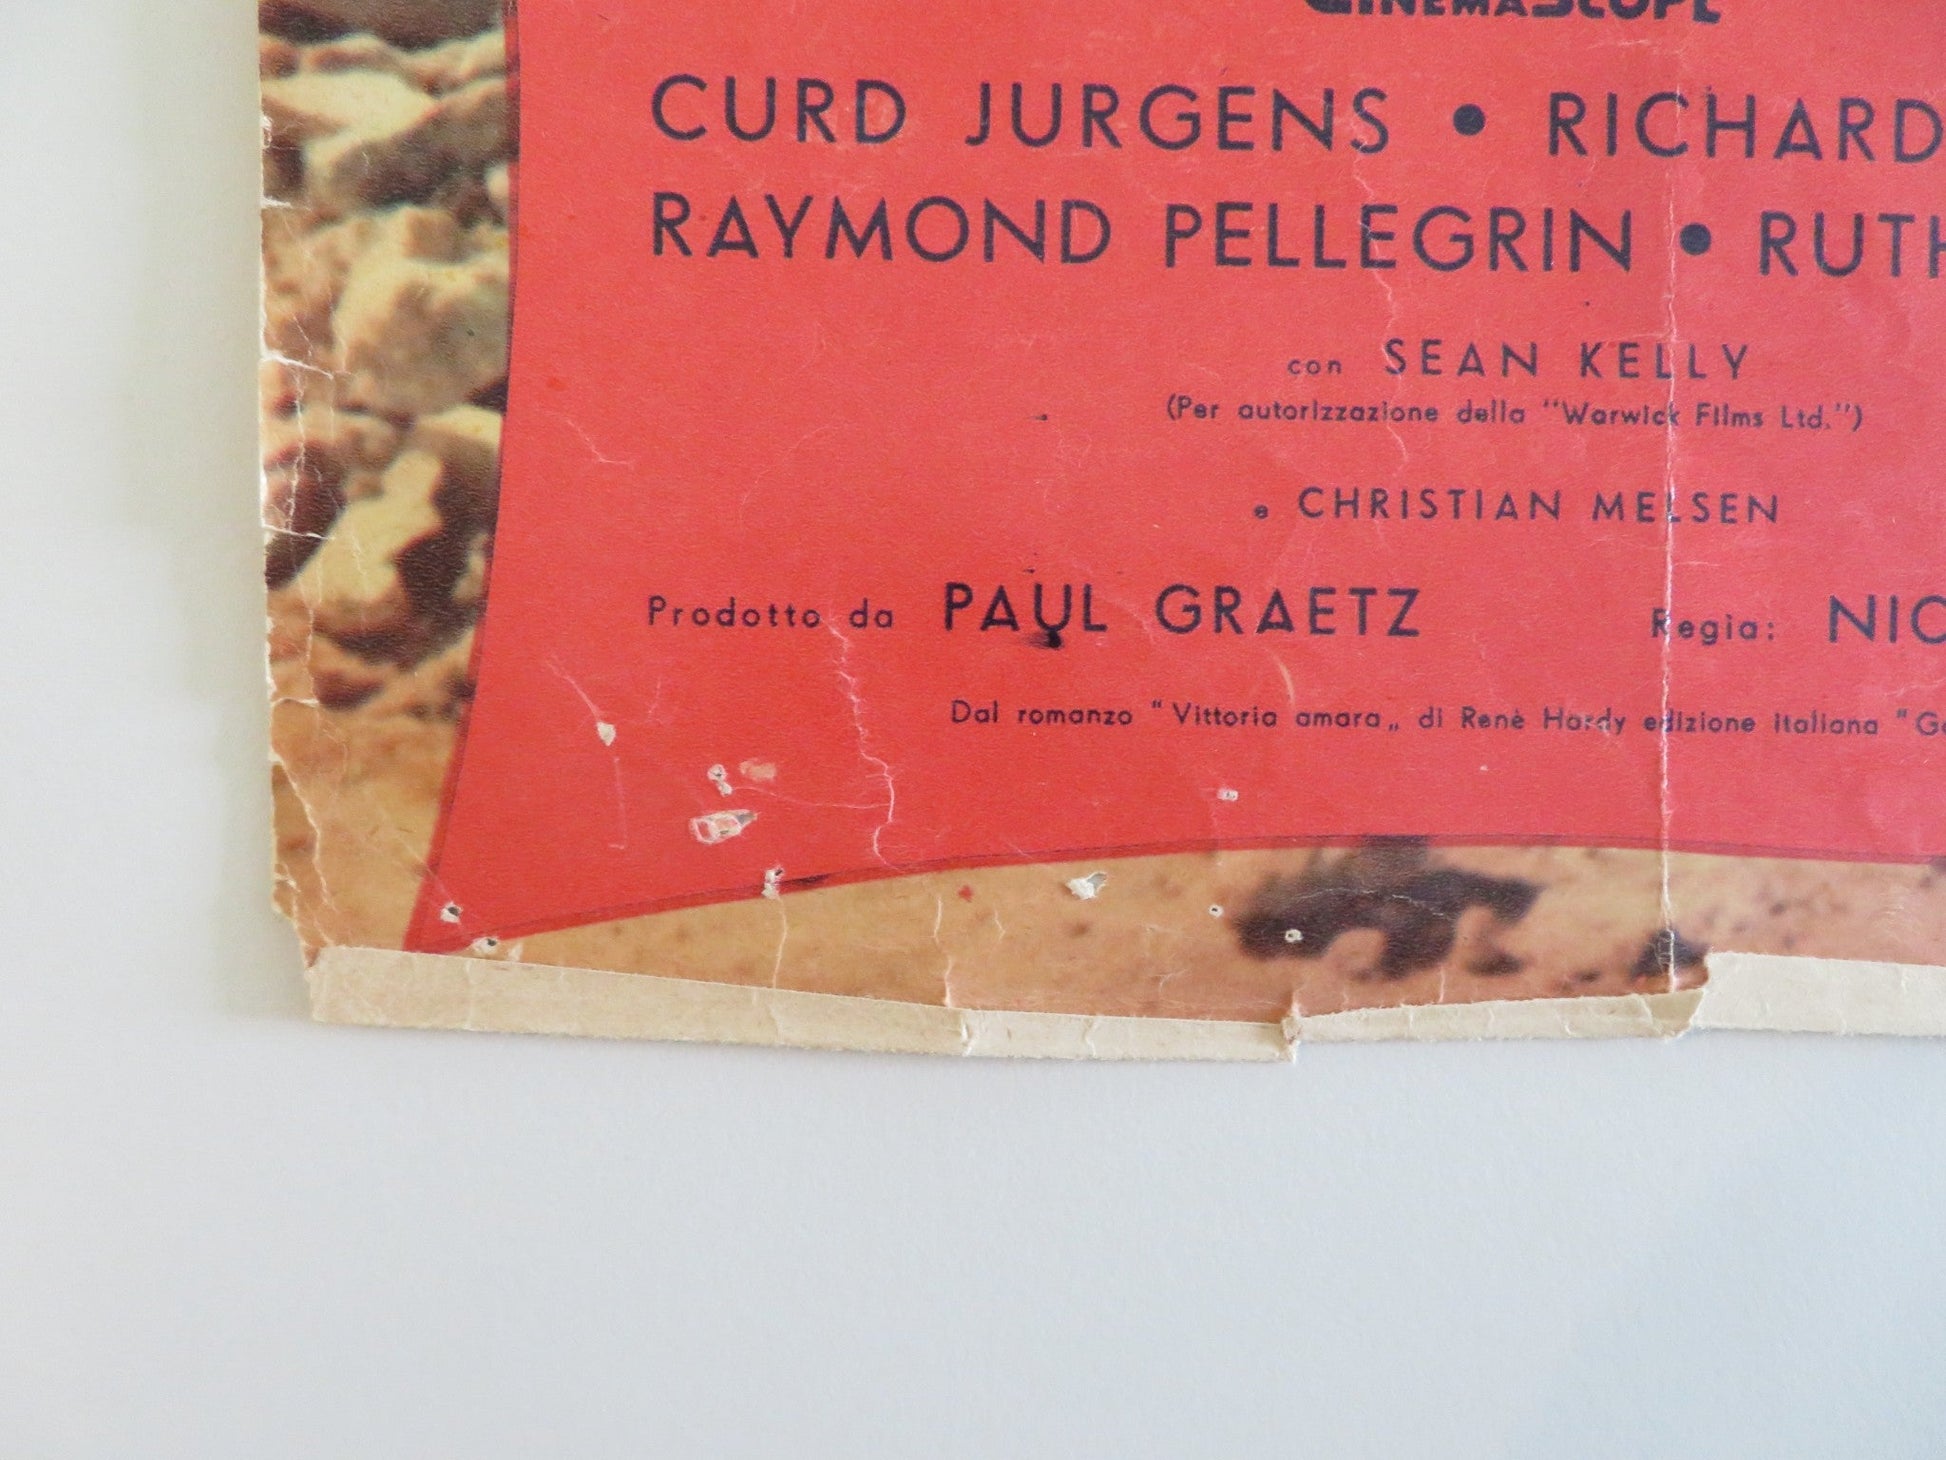 CINEMASCOPE
CURD JURGENS • RICHARD
RAYMOND PELLEGRIN • RUTH
con SEAN KELLY
(Per autorizzazione della "Warwick Films Ltd.")
e CHRISTIAN MELSEN
Prodotto da PAUL GRAETZ Regia: NIC
Dal romanzo "Vittoria amara„ di Renè Hardy edizione italiana "G